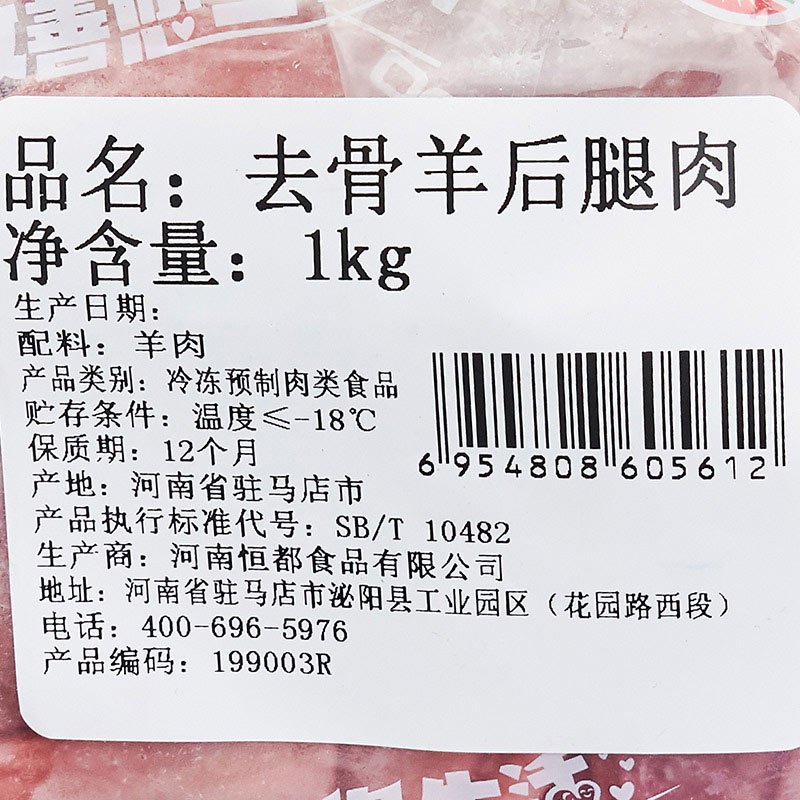 品名：去骨羊后腿肉
净含量：1kg
生产日期：
配料：羊肉
产品类别：冷冻预制肉类食品
贮存条件：温度≤-18℃
保质期：12个月
产地：河南省驻马店市
产品执行标准代号：SB/T 10482
生产商：河南恒都食品有限公司
地址：河南省驻马店市泌阳县工业园区（花园路西段）
电话：400-696-5976
产品编码：199003R
6 954808 605612